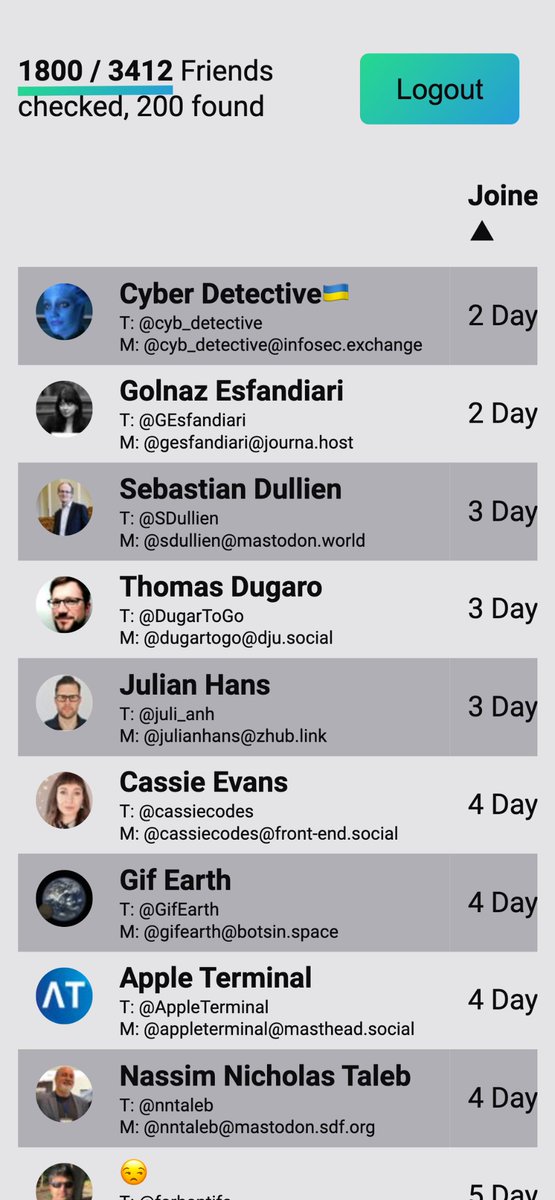 1800 / 3412 Friends
checked, 200 found
Logout
Joine
▲
Cyber Detective🇺🇦
T: @cyb_detective
M: @cyb_detective@infosec.exchange
2 Day
Golnaz Esfandiari
T: @GEsfandiari
M: @gesfandiari@journa.host
2 Day
Sebastian Dullien
T: @SDullien
M: @sdullien@mastodon.world
3 Day
Thomas Dugaro
T: @DugarToGo
M: @dugartogo@dju.social
3 Day
Julian Hans
T: @juli_anh
M: @julianhans@zhub.link
3 Day
Cassie Evans
T: @cassiecodes
M: @cassiecodes@front-end.social
4 Day
Gif Earth
T: @GifEarth
M: @gifearth@botsin.space
4 Day
AT
Apple Terminal
T: @AppleTerminal
M: @appleterminal@masthead.social
4 Day
Nassim Nicholas Taleb
T: @nntaleb
M: @nntaleb@mastodon.sdf.org
4 Day
😒
5 Day